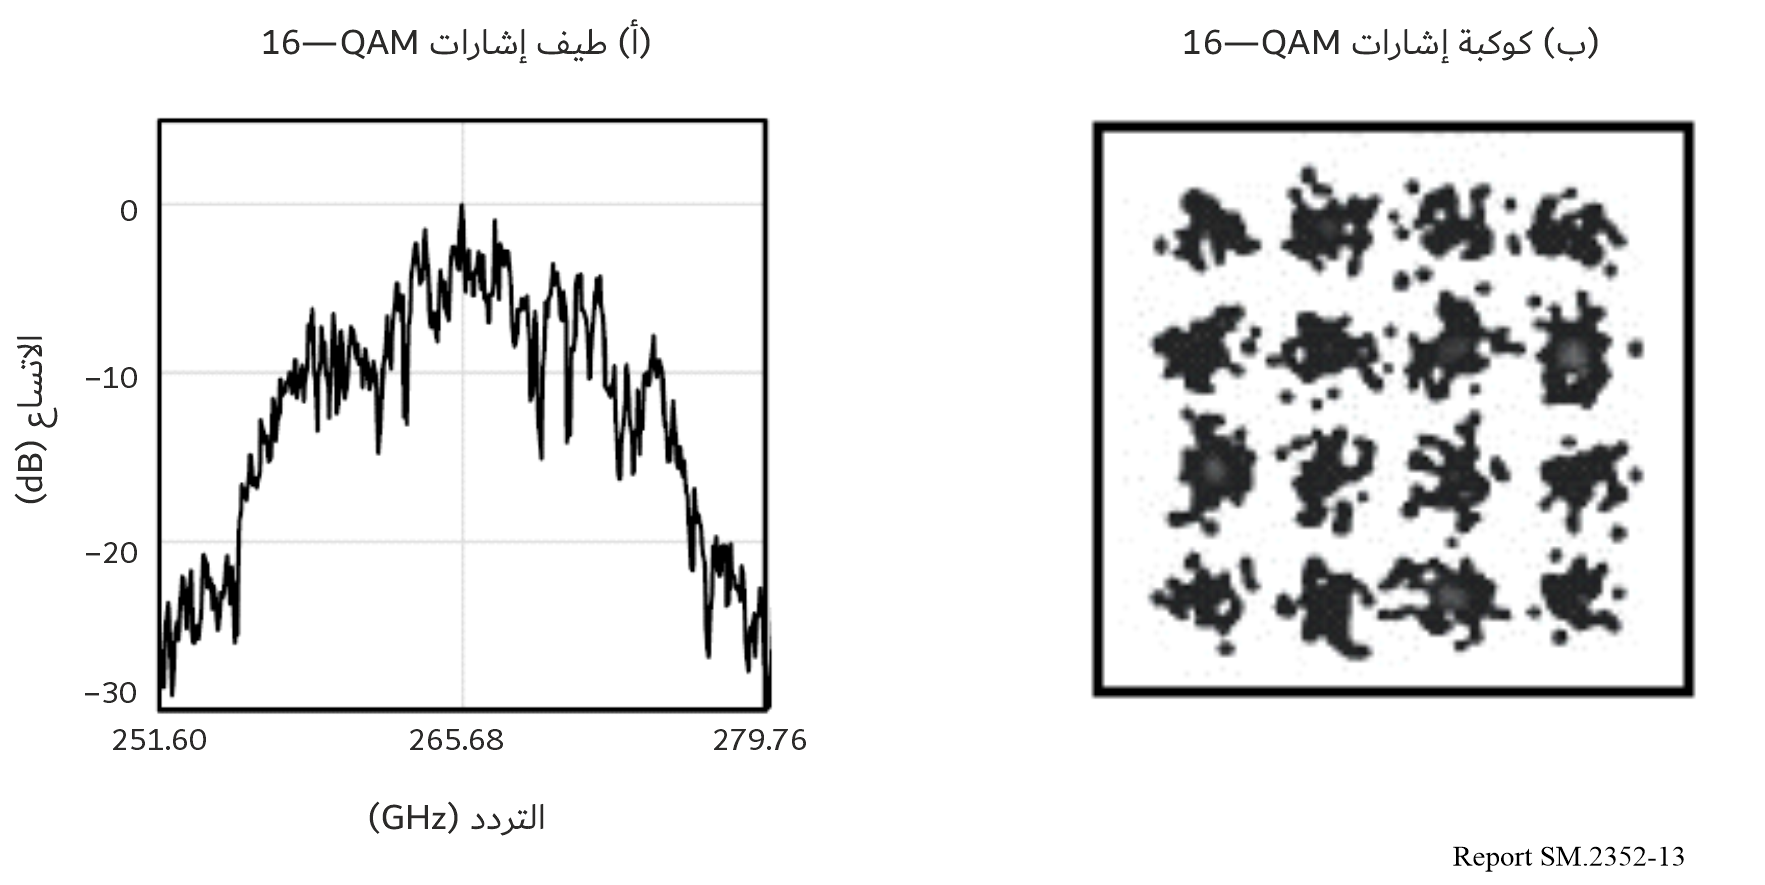 (أ) طيف إشارات 16—QAM
(ب) كوكبة إشارات 16—QAM
0
−10
−20
−30
الاتساع (dB)
251.60
265.68
279.76
التردد (GHz)
Report SM.2352-13